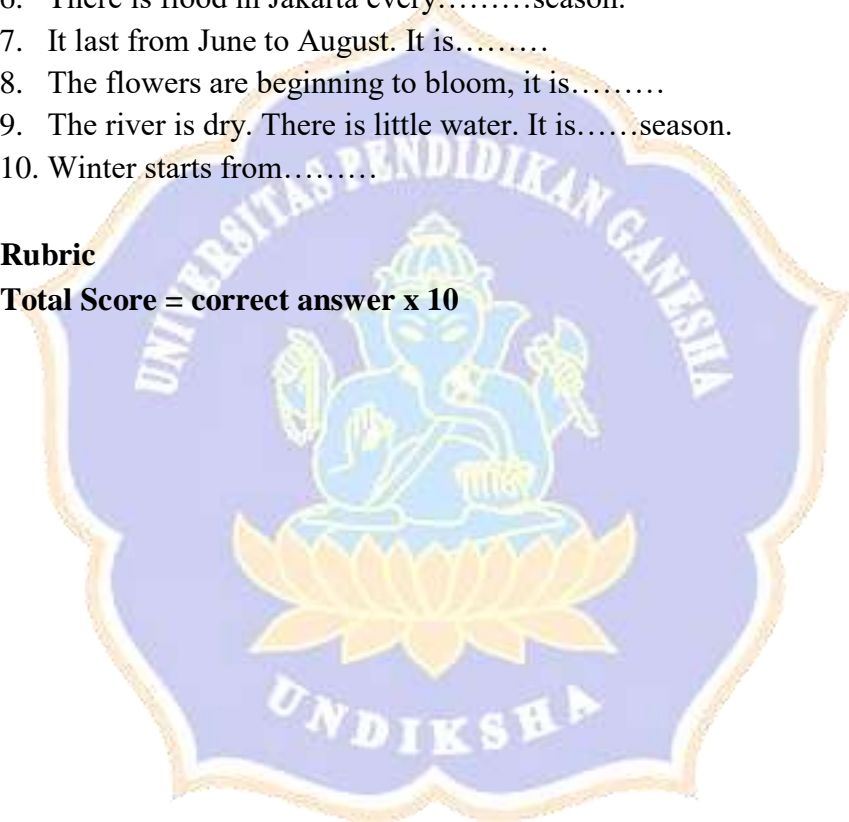 6. There is flood in Jakarta every………season.
7. It last from June to August. It is………
8. The flowers are beginning to bloom, it is………
9. The river is dry. There is little water. It is……season.
10. Winter starts from………
Rubric
Total Score = correct answer x 10
UNIVERSITAS PENDIDIKAN GANESHA
UNDIKSHA